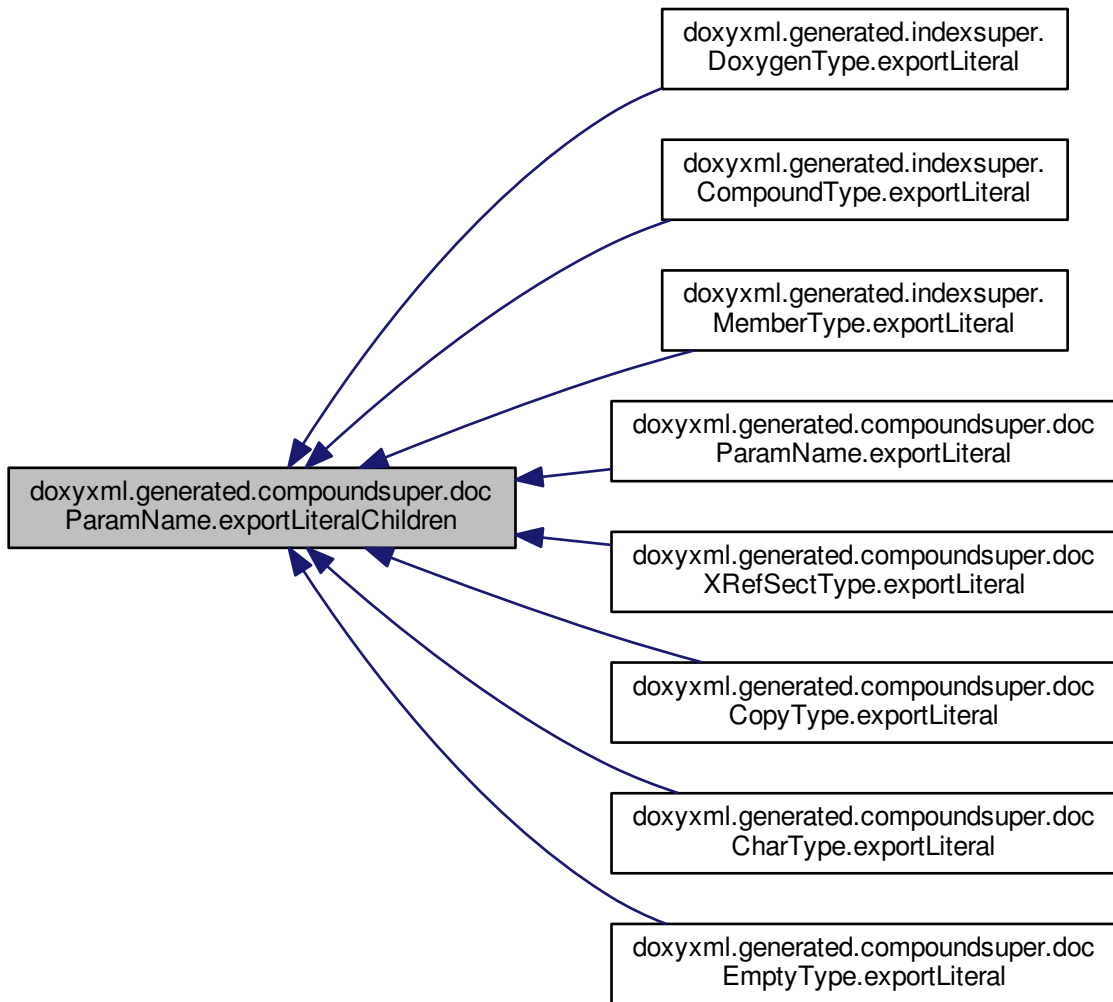 doxyxml.generated.indexsuper.
DoxygenType.exportLiteral
doxyxml.generated.indexsuper.
CompoundType.exportLiteral
doxyxml.generated.indexsuper.
MemberType.exportLiteral
doxyxml.generated.compoundsuper.doc
ParamName.exportLiteral
doxyxml.generated.compoundsuper.doc
ParamName.exportLiteralChildren
doxyxml.generated.compoundsuper.doc
XRefSectType.exportLiteral
doxyxml.generated.compoundsuper.doc
CopyType.exportLiteral
doxyxml.generated.compoundsuper.doc
CharType.exportLiteral
doxyxml.generated.compoundsuper.doc
EmptyType.exportLiteral